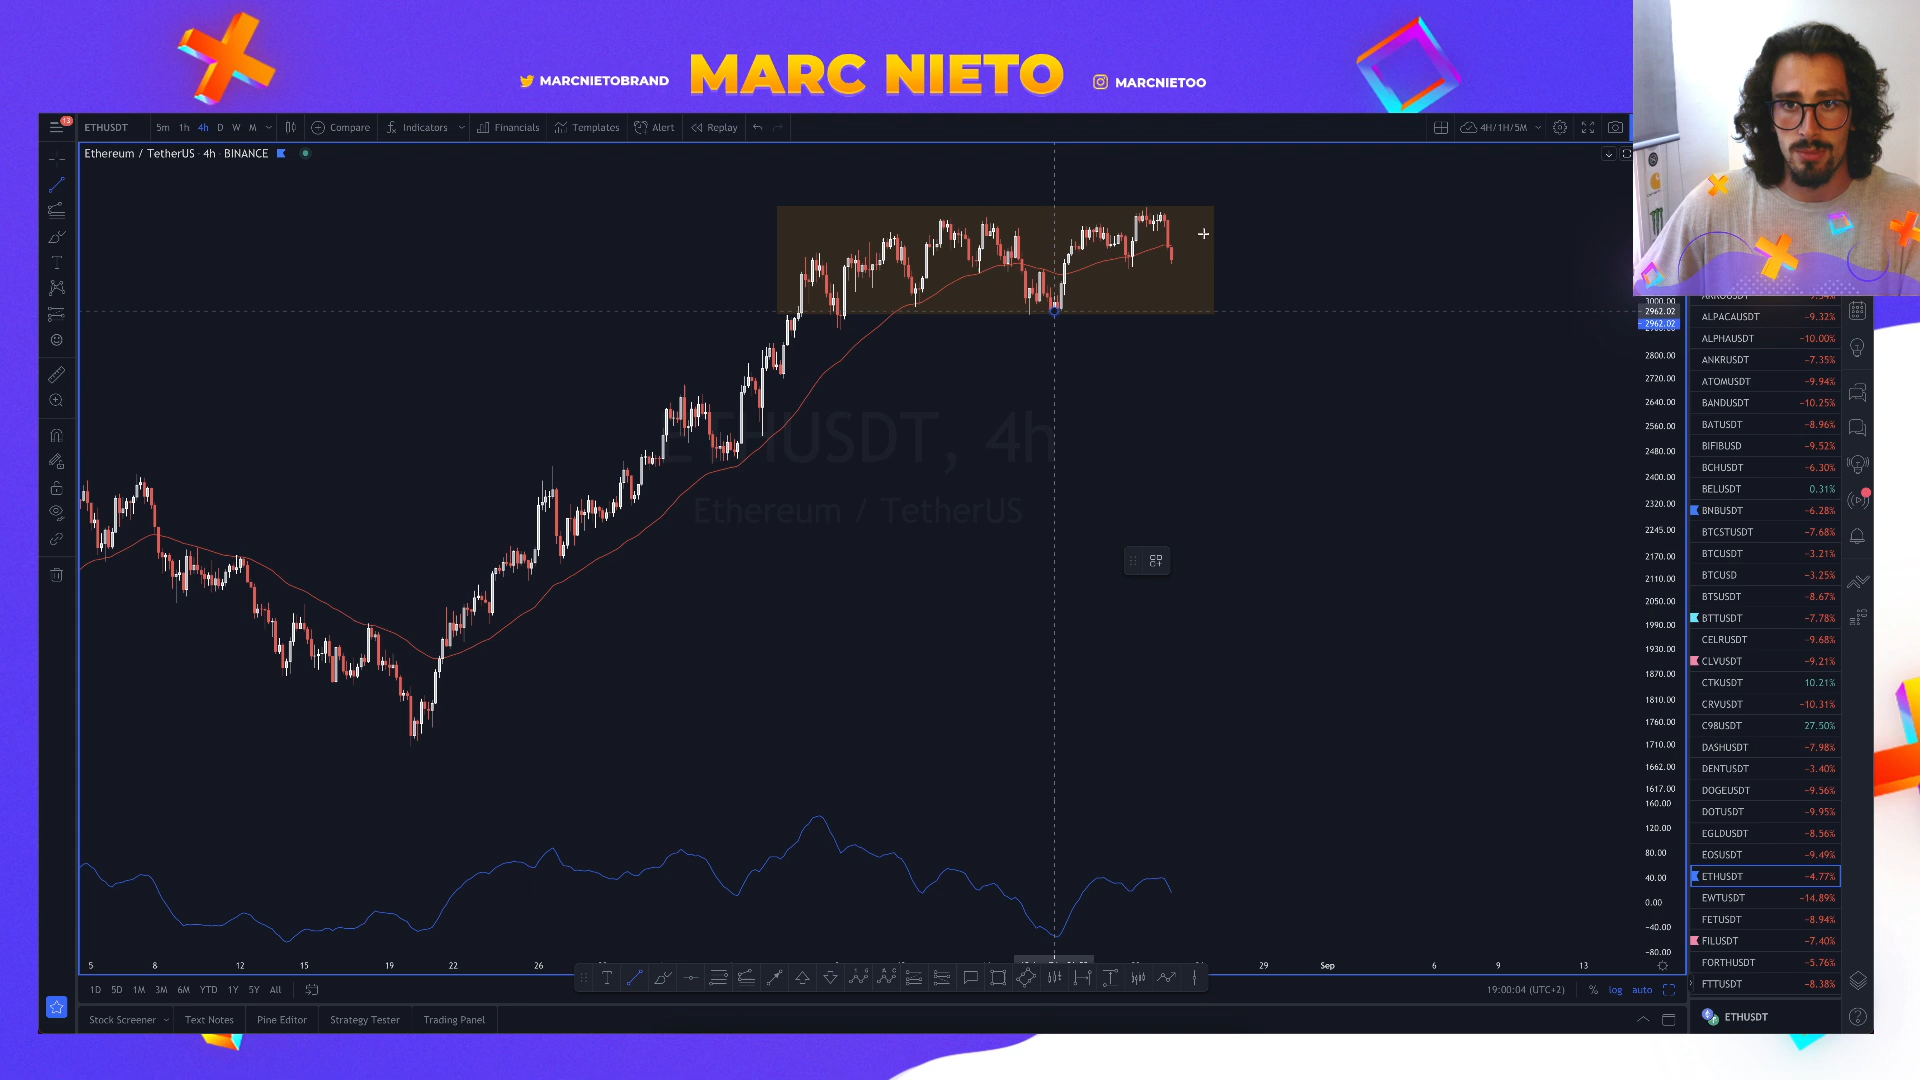 MARCNIETOBRAND MARC NIETO MARCNIETOO
13
ETHUSDT 5m 1h 4h D W M Compare Indicators Financials Templates Alert Replay 4H/1H/5M
Ethereum / TetherUS · 4h · BINANCE
ETHUSDT, 4h
Ethereum / TetherUS
3000.00
2962.02
2962.02
2800.00
2720.00
2640.00
2560.00
2480.00
2400.00
2320.00
2245.00
2170.00
2110.00
2050.00
1990.00
1930.00
1870.00
1810.00
1760.00
1710.00
1662.00
1617.00
160.00
120.00
80.00
40.00
0.00
−40.00
−80.00
ALPACAUSDT −9.32%
ALPHAUSDT −10.00%
ANKRUSDT −7.35%
ATOMUSDT −9.94%
BANDUSDT −10.25%
BATUSDT −8.96%
BIFIBUSD −9.52%
BCHUSDT −6.30%
BELUSDT 0.31%
BNBUSDT −6.28%
BTCSTUSDT −7.68%
BTCUSDT −3.21%
BTCUSD −3.25%
BTSUSDT −8.67%
BTTUSDT −7.78%
CELRUSDT −9.68%
CLVUSDT −9.21%
CTKUSDT 10.21%
CRVUSDT −10.31%
C98USDT 27.50%
DASHUSDT −7.98%
DENTUSDT −3.40%
DOGEUSDT −9.56%
DOTUSDT −9.95%
EGLDUSDT −8.56%
EOSUSDT −9.49%
ETHUSDT −4.77%
EWTUSDT −14.89%
FETUSDT −8.94%
FILUSDT −7.40%
FORTHUSDT −5.76%
FTTUSDT −8.38%
5 8 12 15 19 22 26 29 Sep 6 9 13
1D 5D 1M 3M 6M YTD 1Y 5Y All 19:00:04 (UTC+2) % log auto
Stock Screener Text Notes Pine Editor Strategy Tester Trading Panel
ETHUSDT